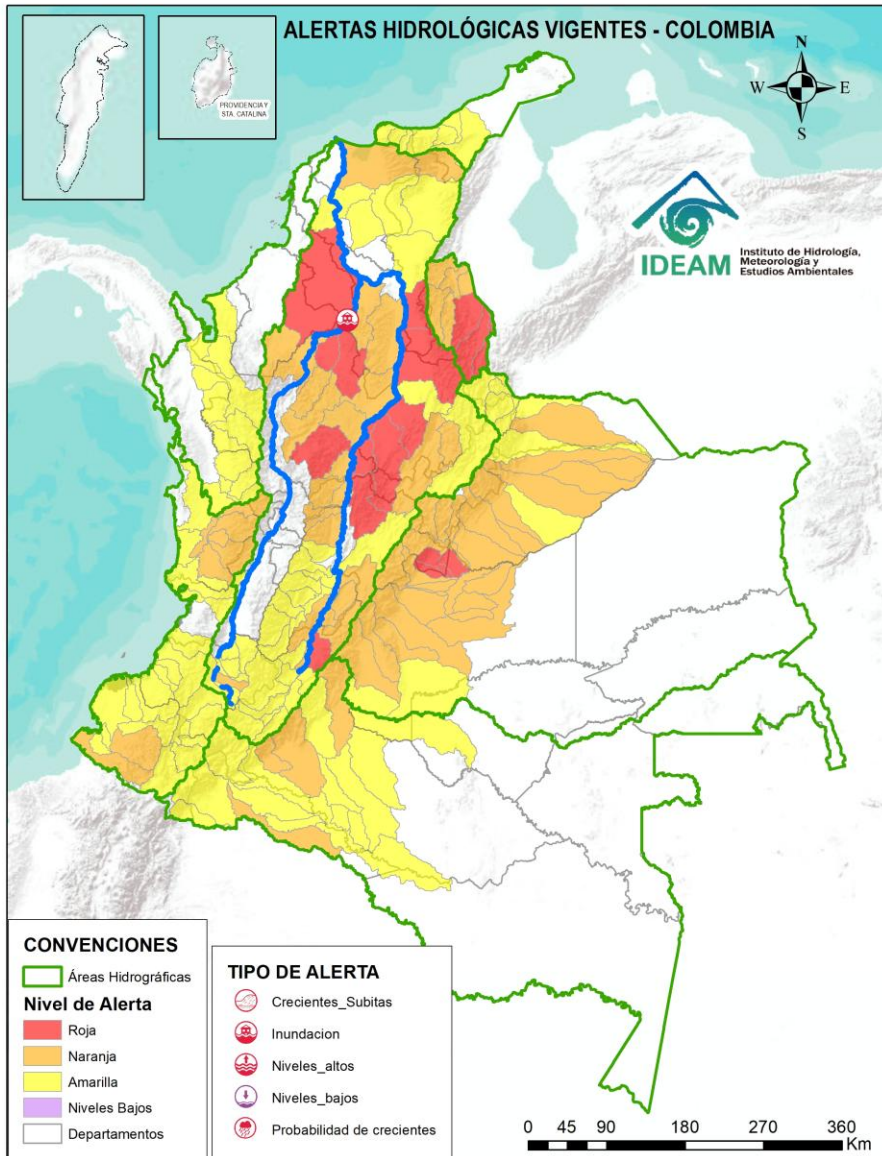 ALERTAS HIDROLÓGICAS VIGENTES - COLOMBIA
PROVIDENCIA Y
STA. CATALINA
N
W E
S
IDEAM
Instituto de Hidrología,
Meteorología y
Estudios Ambientales
CONVENCIONES
Áreas Hidrográficas
Nivel de Alerta
Roja
Naranja
Amarilla
Niveles Bajos
Departamentos
TIPO DE ALERTA
Crecientes_Subitas
Inundacion
Niveles_altos
Niveles_bajos
Probabilidad de crecientes
0 45 90 180 270 360
Km